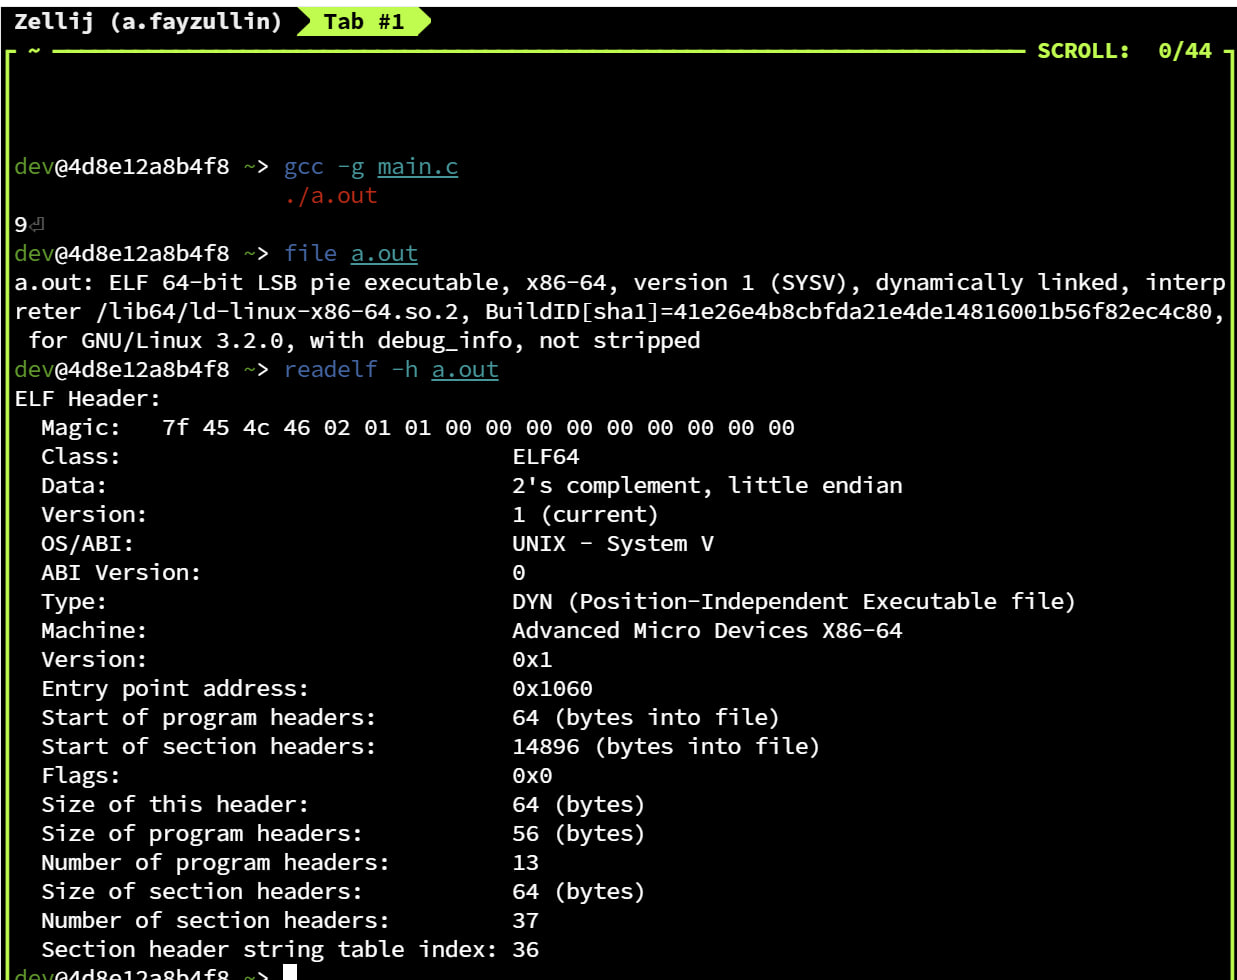 Zellij (a.fayzullin) Tab #1
~ SCROLL: 0/44
dev@4d8e12a8b4f8 ~> gcc -g main.c
./a.out
9⏎
dev@4d8e12a8b4f8 ~> file a.out
a.out: ELF 64-bit LSB pie executable, x86-64, version 1 (SYSV), dynamically linked, interp
reter /lib64/ld-linux-x86-64.so.2, BuildID[sha1]=41e26e4b8cbfda21e4de14816001b56f82ec4c80,
for GNU/Linux 3.2.0, with debug_info, not stripped
dev@4d8e12a8b4f8 ~> readelf -h a.out
ELF Header:
Magic: 7f 45 4c 46 02 01 01 00 00 00 00 00 00 00 00 00
Class: ELF64
Data: 2's complement, little endian
Version: 1 (current)
OS/ABI: UNIX - System V
ABI Version: 0
Type: DYN (Position-Independent Executable file)
Machine: Advanced Micro Devices X86-64
Version: 0x1
Entry point address: 0x1060
Start of program headers: 64 (bytes into file)
Start of section headers: 14896 (bytes into file)
Flags: 0x0
Size of this header: 64 (bytes)
Size of program headers: 56 (bytes)
Number of program headers: 13
Size of section headers: 64 (bytes)
Number of section headers: 37
Section header string table index: 36
dev@4d8e12a8b4f8 ~>